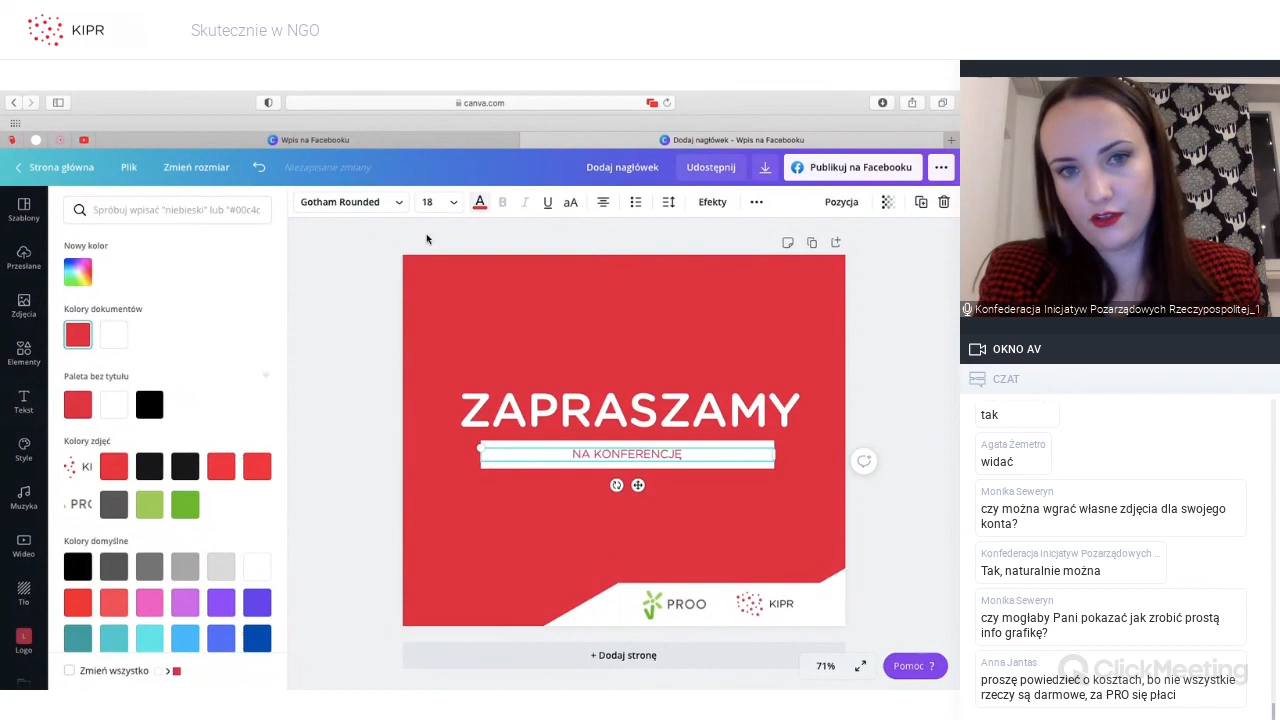 KIPR
Skutecznie w NGO
canva.com
Wpis na Facebooku
Dodaj nagłówek - Wpis na Facebooku
Strona główna
Plik
Zmień rozmiar
Niezapisane zmiany
Dodaj nagłówek
Udostępnij
Publikuj na Facebooku
Szablony
Przesłane
Zdjęcia
Elementy
Tekst
Style
Muzyka
Wideo
Tło
Logo
Spróbuj wpisać "niebieski" lub "#00c4c
Nowy kolor
Kolory dokumentów
Paleta bez tytułu
Kolory zdjęć
Kolory domyślne
Zmień wszystko
Gotham Rounded
18
A
B
I
U
aA
Efekty
Pozycja
ZAPRASZAMY
NA KONFERENCJĘ
PROO
KIPR
+ Dodaj stronę
71%
Pomoc ?
Konfederacja Inicjatyw Pozarządowych Rzeczypospolitej_1
OKNO AV
CZAT
tak
Agata Żemetro
widać
Monika Seweryn
czy można wgrać własne zdjęcia dla swojego
konta?
Konfederacja Inicjatyw Pozarządowych ...
Tak, naturalnie można
Monika Seweryn
czy mogłaby Pani pokazać jak zrobić prostą
info grafikę?
Anna Jantas
proszę powiedzieć o kosztach, bo nie wszystkie
rzeczy są darmowe, za PRO się płaci
ClickMeeting